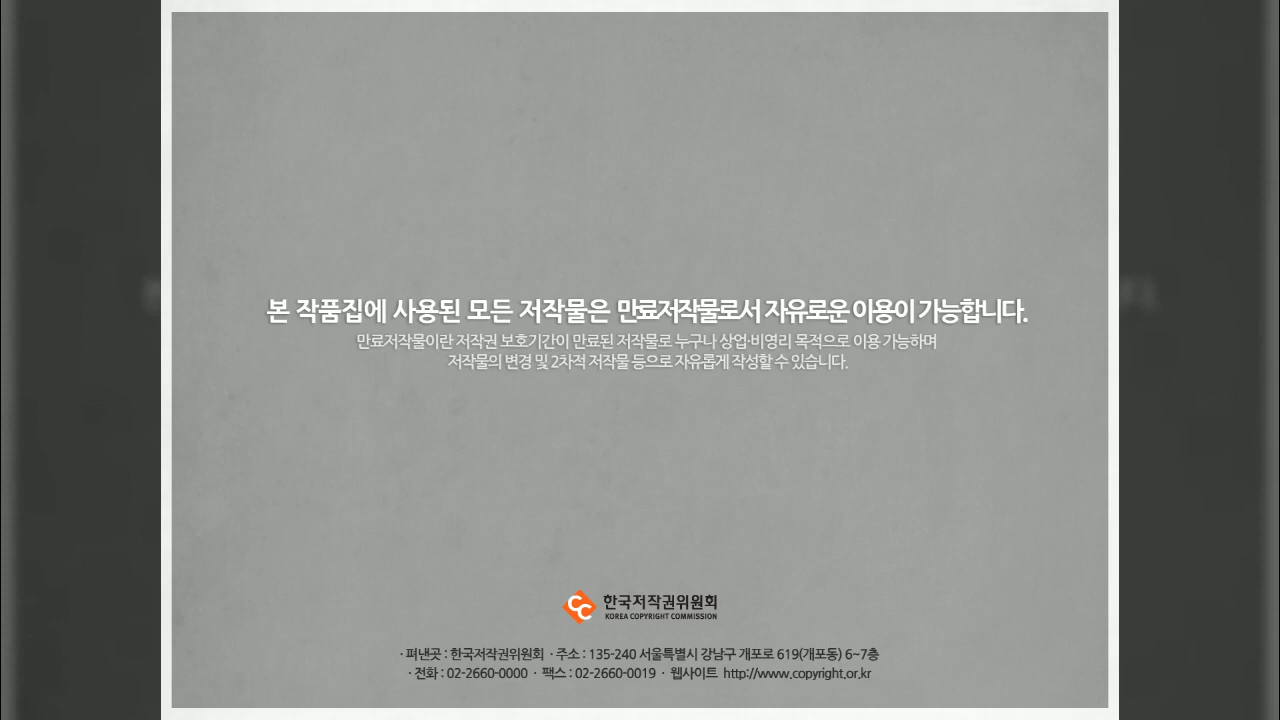 본 작품집에 사용된 모든 저작물은 만료저작물로서 자유로운 이용이 가능합니다.
만료저작물이란 저작권 보호기간이 만료된 저작물로 누구나 상업·비영리 목적으로 이용 가능하며
저작물의 변경 및 2차적 저작물 등으로 자유롭게 작성할 수 있습니다.
CC 한국저작권위원회
KOREA COPYRIGHT COMMISSION
· 펴낸곳 : 한국저작권위원회 · 주소 : 135-240 서울특별시 강남구 개포로 619(개포동) 6~7층
· 전화 : 02-2660-0000 · 팩스 : 02-2660-0019 · 웹사이트 http://www.copyright.or.kr